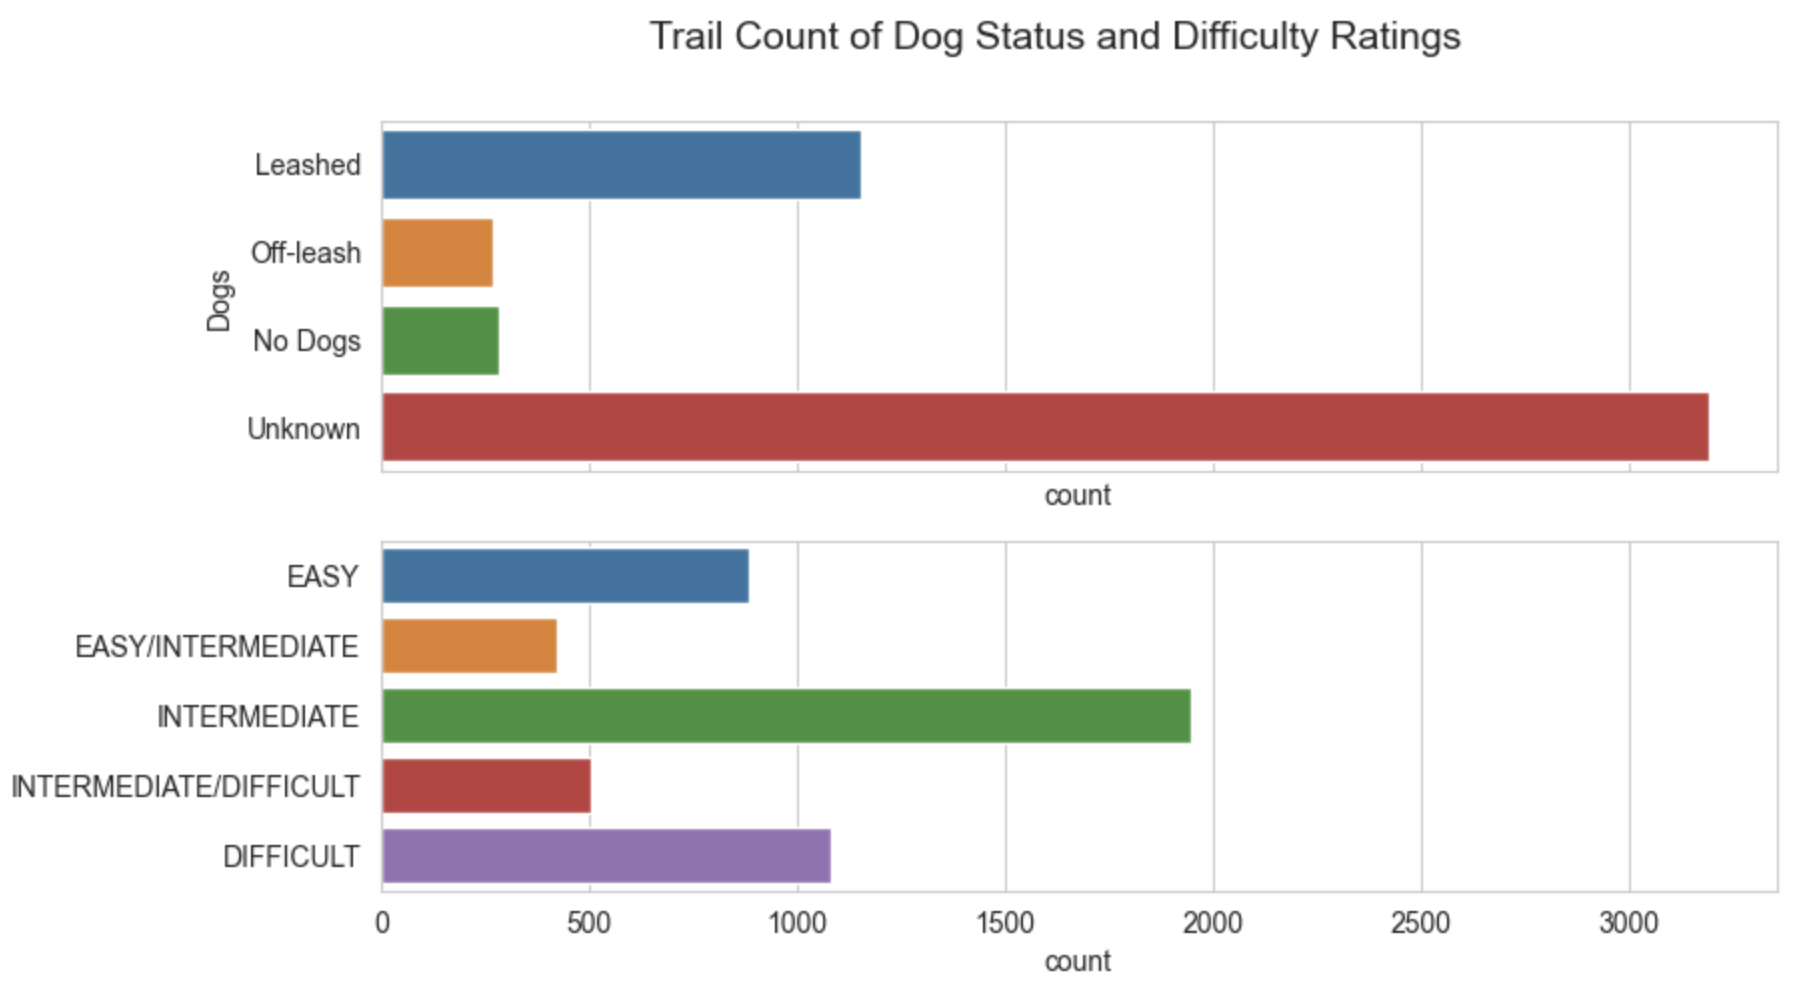 Trail Count of Dog Status and Difficulty Ratings
Dogs
Leashed
Off-leash
No Dogs
Unknown
count
EASY
EASY/INTERMEDIATE
INTERMEDIATE
INTERMEDIATE/DIFFICULT
DIFFICULT
0 500 1000 1500 2000 2500 3000
count